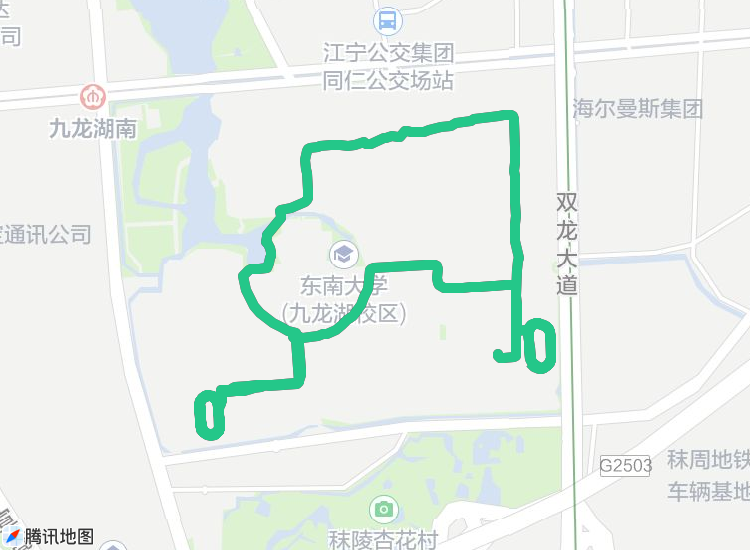 司
江宁公交集团
同仁公交场站
海尔曼斯集团
九龙湖南
双龙大道
通讯公司
东南大学
(九龙湖校区)
G2503
秣周地铁
车辆基地
秣陵杏花村
腾讯地图